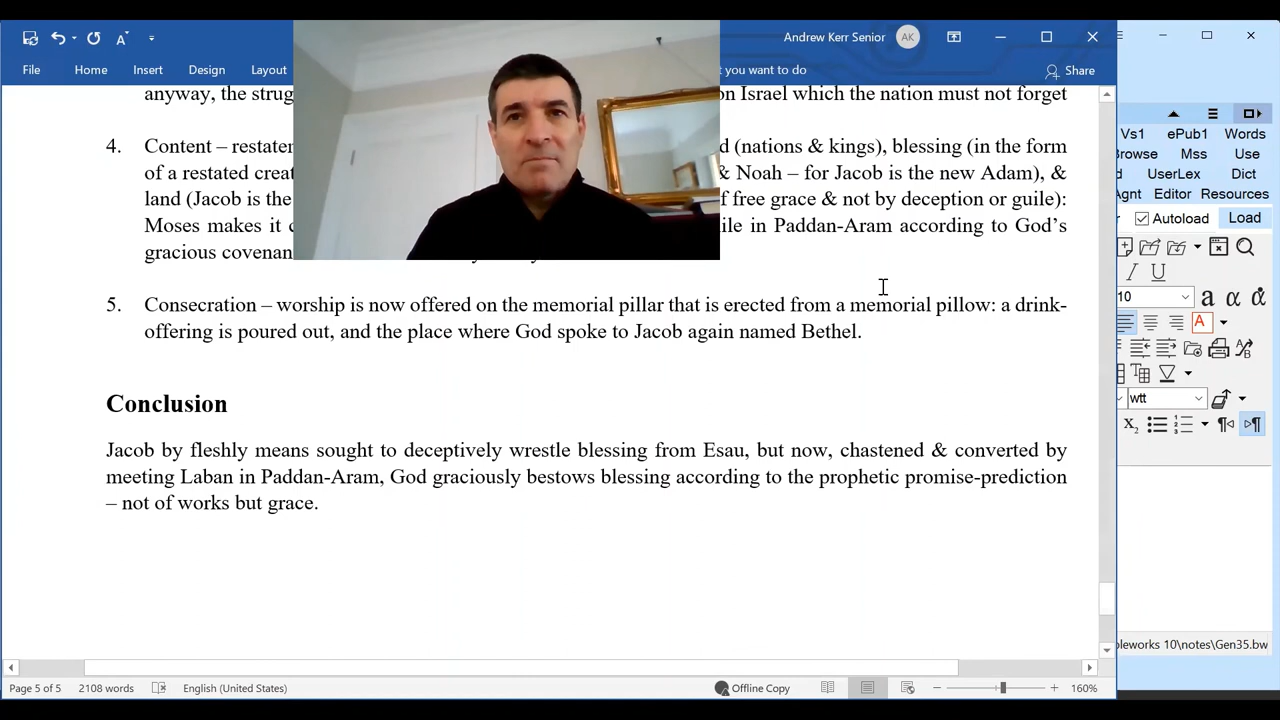 Andrew Kerr Senior AK
File Home Insert Design Layout t you want to do Share
anyway, the strug on Israel which the nation must not forget
4. Content – restater d (nations & kings), blessing (in the form
of a restated creat & Noah – for Jacob is the new Adam), &
land (Jacob is the f free grace & not by deception or guile):
Moses makes it c ile in Paddan-Aram according to God's
gracious covenan
5. Consecration – worship is now offered on the memorial pillar that is erected from a memorial pillow: a drink-
offering is poured out, and the place where God spoke to Jacob again named Bethel.
Conclusion
Jacob by fleshly means sought to deceptively wrestle blessing from Esau, but now, chastened & converted by
meeting Laban in Paddan-Aram, God graciously bestows blessing according to the prophetic promise-prediction
– not of works but grace.
Page 5 of 5 2108 words English (United States) Offline Copy 160%
Vs1 ePub1 Words
rowse Mss Use
UserLex Dict
Agnt Editor Resources
Autoload Load
10
wtt
leworks 10\notes\Gen35.bw